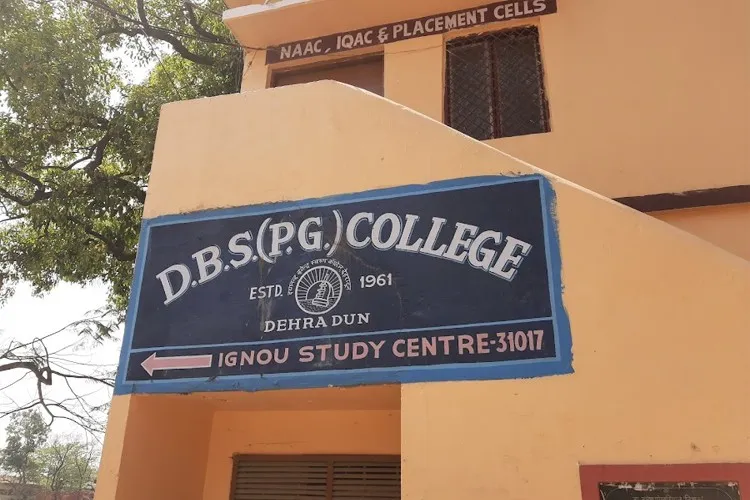 NAAC, IQAC & PLACEMENT CELLS
D.B.S.(P.G.) COLLEGE
ESTD. 1961
DEHRA DUN
IGNOU STUDY CENTRE-31017